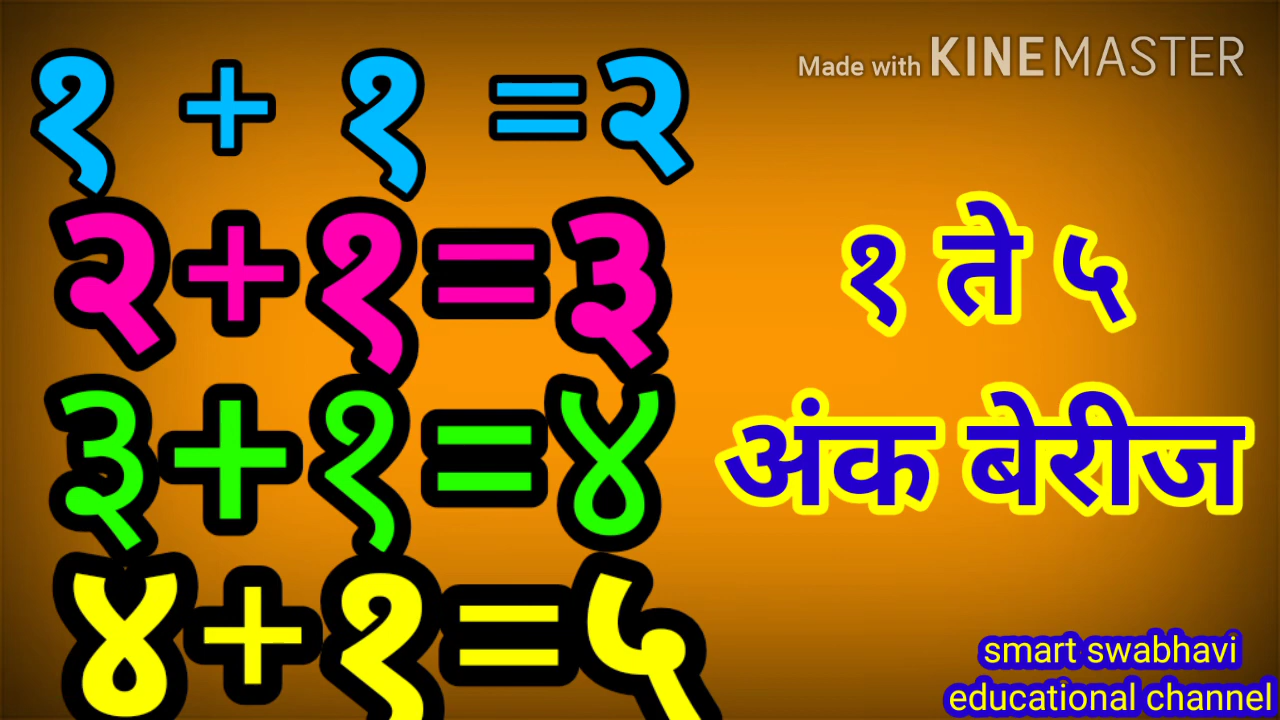 १ + १ =२
२+१=३
३+१=४
४+१=५
Made with KINEMASTER
१ ते ५
अंक बेरीज
smart swabhavi
educational channel